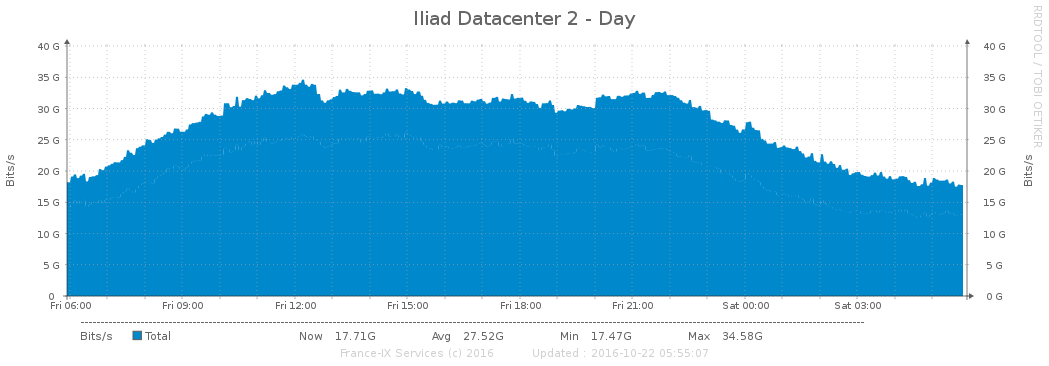 Iliad Datacenter 2 - Day
RRDTOOL / TOBI OETIKER
Bits/s
40 G 40 G
35 G 35 G
30 G 30 G
25 G 25 G
20 G 20 G
15 G 15 G
10 G 10 G
5 G 5 G
0 0 G
Bits/s
Fri 06:00 Fri 09:00 Fri 12:00 Fri 15:00 Fri 18:00 Fri 21:00 Sat 00:00 Sat 03:00
Bits/s Total Now 17.71G Avg 27.52G Min 17.47G Max 34.58G
France-IX Services (c) 2016 Updated : 2016-10-22 05:55:07